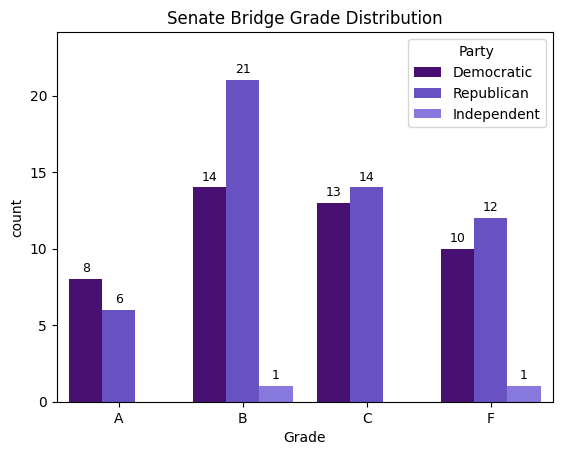 Senate Bridge Grade Distribution
Party
Democratic
Republican
Independent
count
20
15
10
5
0
8
6
14
21
1
13
14
10
12
1
A
B
C
F
Grade